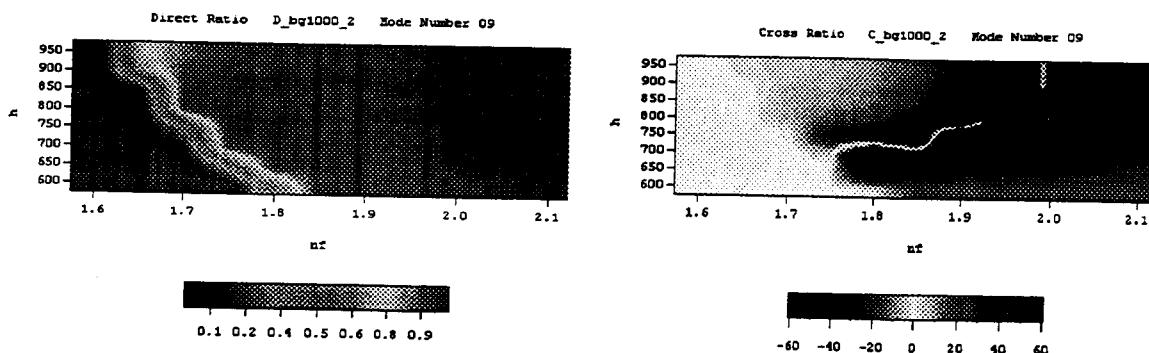 Direct Ratio D_bg1000_2 Mode Number 09
950
900
850
800
750
700
650
600
h
1.6 1.7 1.8 1.9 2.0 2.1
nf
0.1 0.2 0.4 0.5 0.6 0.8 0.9
Cross Ratio C_bg1000_2 Mode Number 09
950
900
850
800
750
700
650
600
h
1.6 1.7 1.8 1.9 2.0 2.1
nf
-60 -40 -20 0 20 40 60